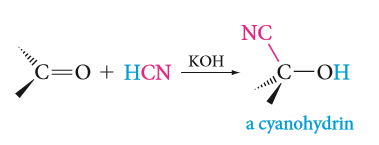 NC
KOH
C=O + HCN
C—OH
a cyanohydrin